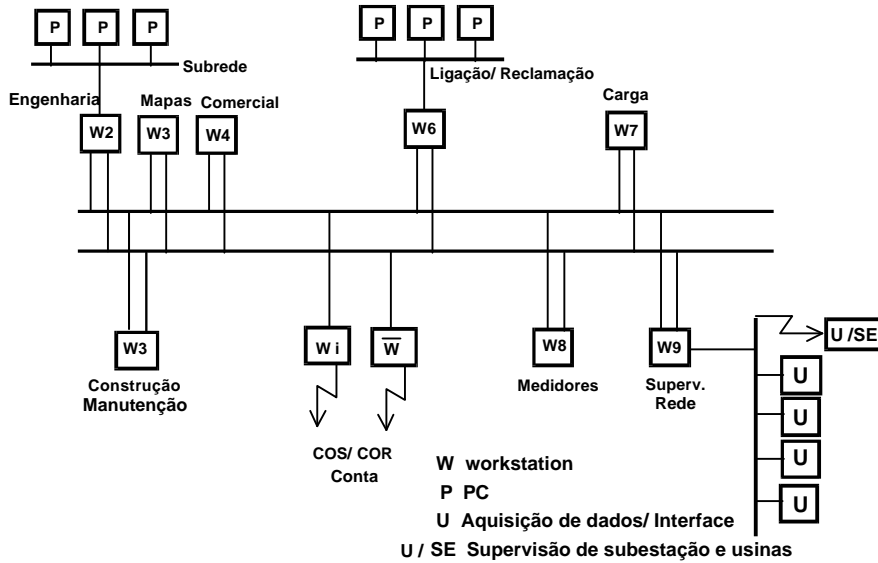 P P P
Subrede
P P P
Ligação/ Reclamação
Engenharia
Mapas
Comercial
Carga
W2
W3
W4
W6
W7
W3
Construção
Manutenção
W i
W̅
COS/ COR
Conta
W8
Medidores
W9
Superv.
Rede
U /SE
U
U
U
U
W workstation
P PC
U Aquisição de dados/ Interface
U / SE Supervisão de subestação e usinas